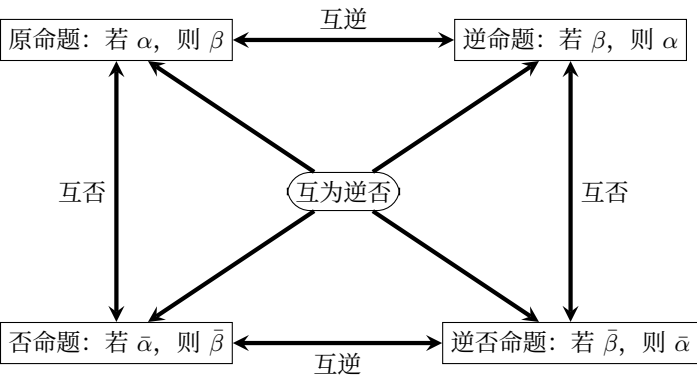 互逆
原命题：若 α，则 β
逆命题：若 β，则 α
互否
互为逆否
互否
否命题：若 ᾱ，则 β̄
逆否命题：若 β̄，则 ᾱ
互逆